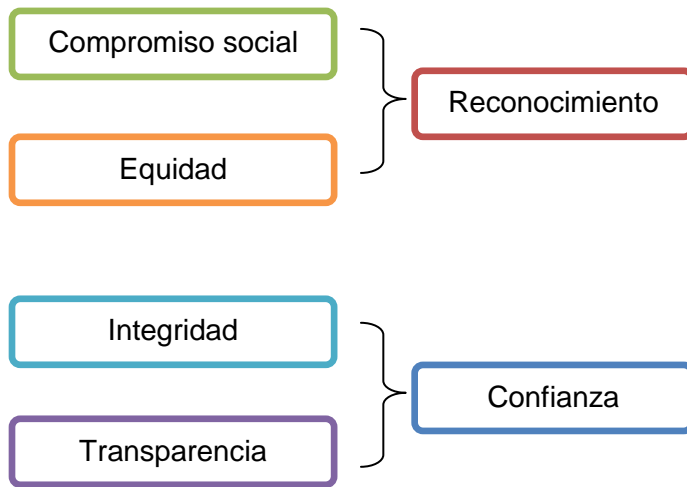 Compromiso social
Equidad
Reconocimiento
Integridad
Transparencia
Confianza